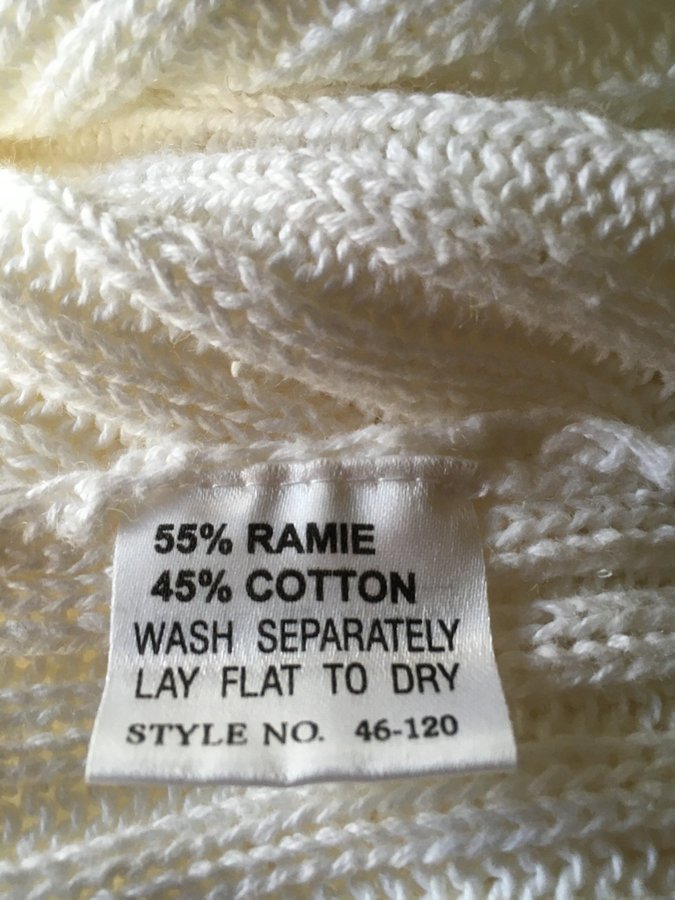 55% RAMIE
45% COTTON
WASH SEPARATELY
LAY FLAT TO DRY
STYLE NO. 46-120